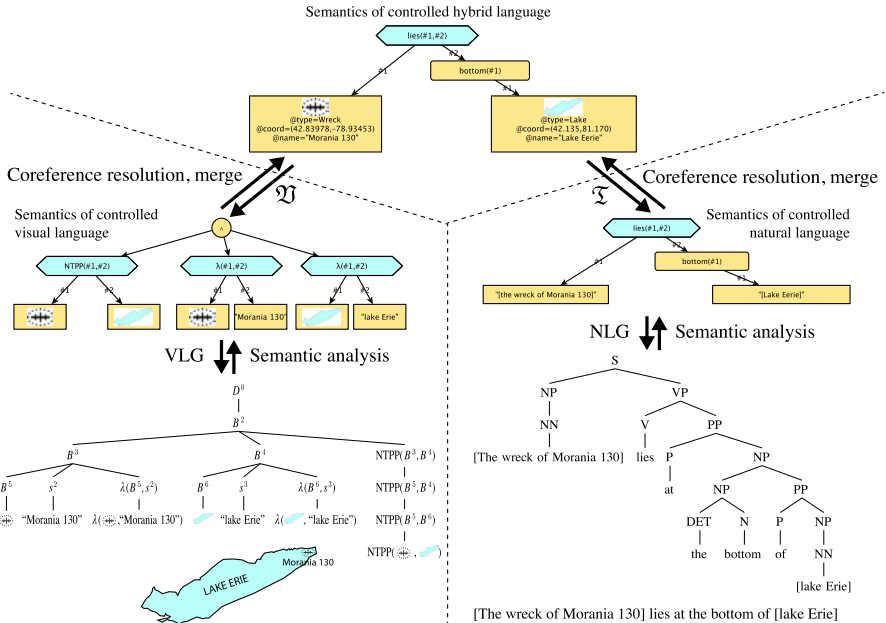 Semantics of controlled hybrid language
lies(#1,#2)
#1
#2
bottom(#1)
#1
@type=Wreck
@coord=(42.83978,-78.93453)
@name="Morania 130"
@type=Lake
@coord=(42.135,81.170)
@name="Lake Eerie"
Coreference resolution, merge
𝔙
𝔗
Coreference resolution, merge
Semantics of controlled
visual language
^
NTPP(#1,#2)
λ(#1,#2)
λ(#1,#2)
#1
#2
#1
#2
#1
#2
"Morania 130"
"lake Erie"
VLG
Semantic analysis
Semantics of controlled
natural language
lies(#1,#2)
#1
#2
bottom(#1)
#1
"[the wreck of Morania 130]"
"[Lake Eerie]"
NLG
Semantic analysis
D⁰
B²
B³
B⁴
NTPP(B³,B⁴)
B⁵
s²
λ(B⁵,s²)
B⁶
s³
λ(B⁶,s³)
NTPP(B⁵,B⁴)
“Morania 130”
λ( ,“Morania 130”)
“lake Erie”
λ( , “lake Erie”)
NTPP(B⁵,B⁶)
NTPP( , )
LAKE ERIE
Morania 130
S
NP
VP
NN
V
PP
[The wreck of Morania 130]
lies
P
NP
at
NP
PP
DET
N
P
NP
the
bottom
of
NN
[lake Erie]
[The wreck of Morania 130] lies at the bottom of [lake Erie]